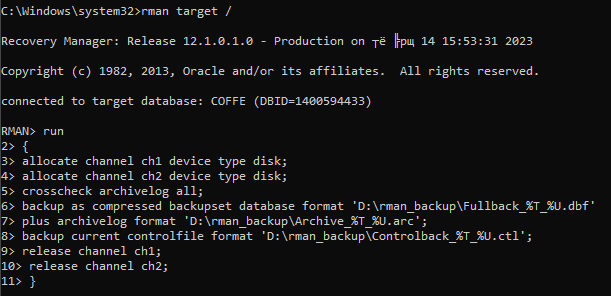 C:\Windows\system32>rman target /
Recovery Manager: Release 12.1.0.1.0 - Production on ┬ё ╠рщ 14 15:53:31 2023
Copyright (c) 1982, 2013, Oracle and/or its affiliates.  All rights reserved.
connected to target database: COFFE (DBID=1400594433)
RMAN> run
2> {
3> allocate channel ch1 device type disk;
4> allocate channel ch2 device type disk;
5> crosscheck archivelog all;
6> backup as compressed backupset database format 'D:\rman_backup\Fullback_%T_%U.dbf'
7> plus archivelog format 'D:\rman_backup\Archive_%T_%U.arc';
8> backup current controlfile format 'D:\rman_backup\Controlback_%T_%U.ctl';
9> release channel ch1;
10> release channel ch2;
11> }